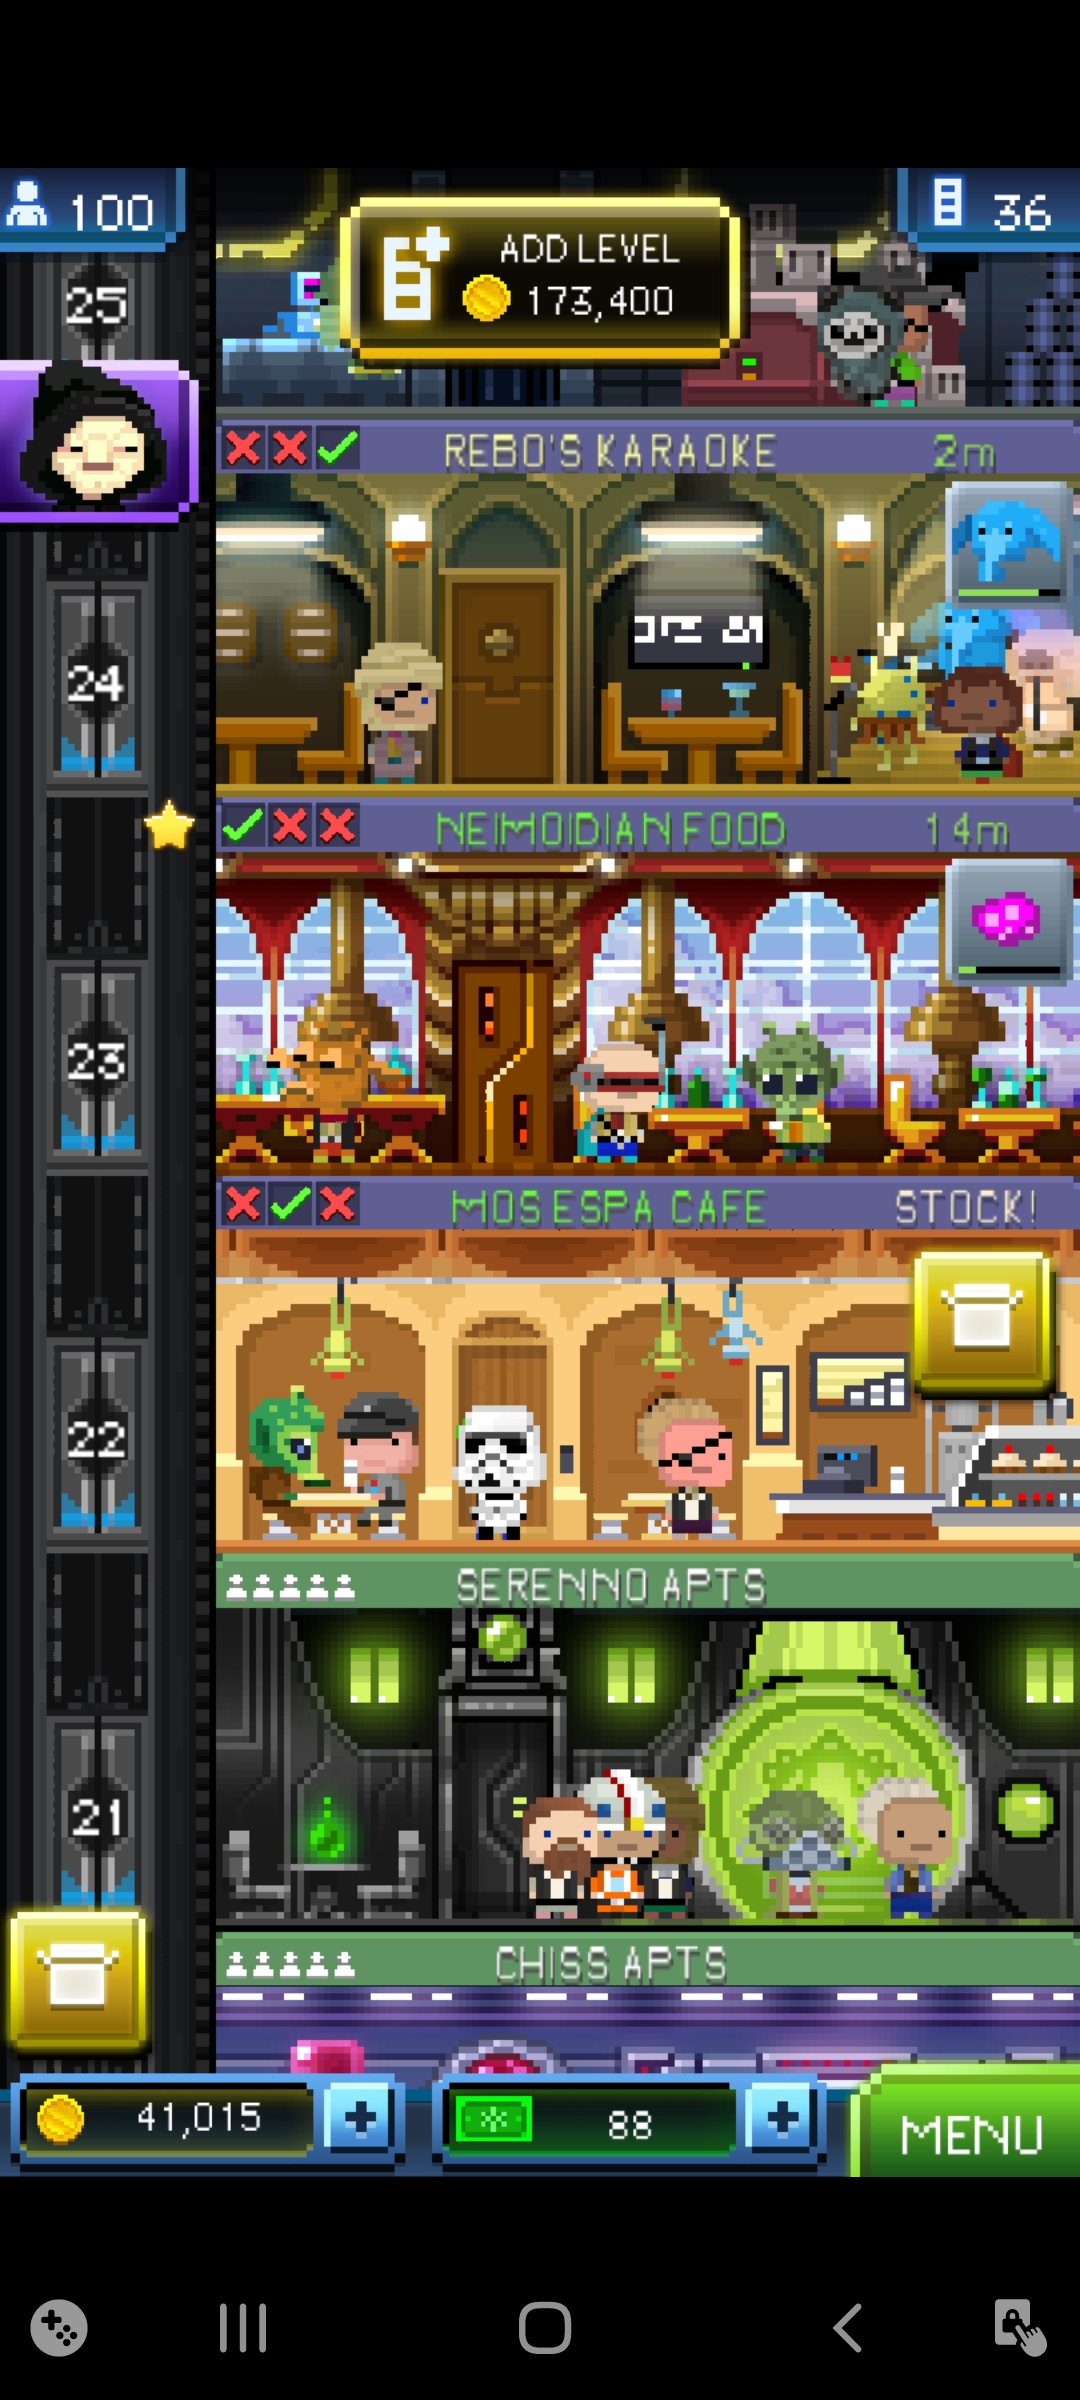 100
36
ADD LEVEL
173,400
25
REBO'S KARAOKE 2m
24
NEIMOIDIAN FOOD 14m
23
MOS ESPA CAFE STOCK!
22
SERENNO APTS
21
CHISS APTS
41,015
88
MENU